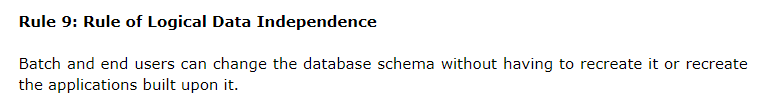 Rule 9: Rule of Logical Data Independence
Batch and end users can change the database schema without having to recreate it or recreate
the applications built upon it.